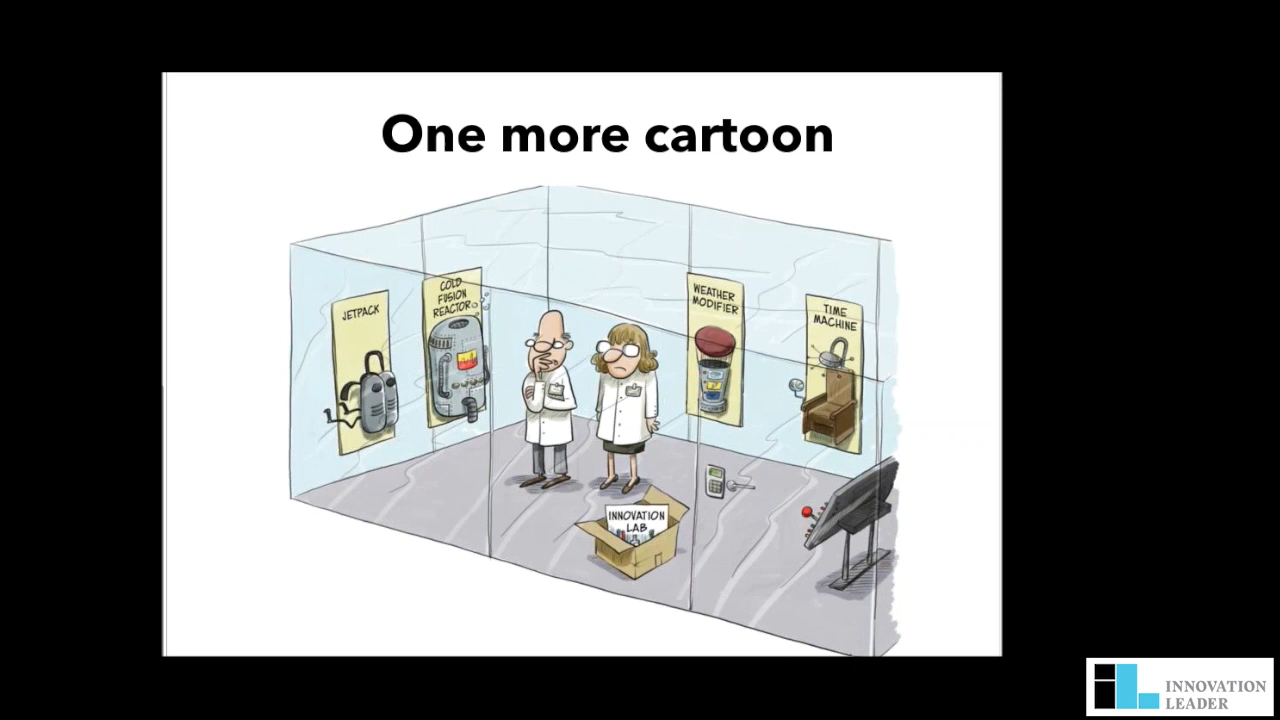 One more cartoon
JETPACK
COLD
FUSION
REACTOR
WEATHER
MODIFIER
TIME
MACHINE
INNOVATION
LAB
INNOVATION
LEADER